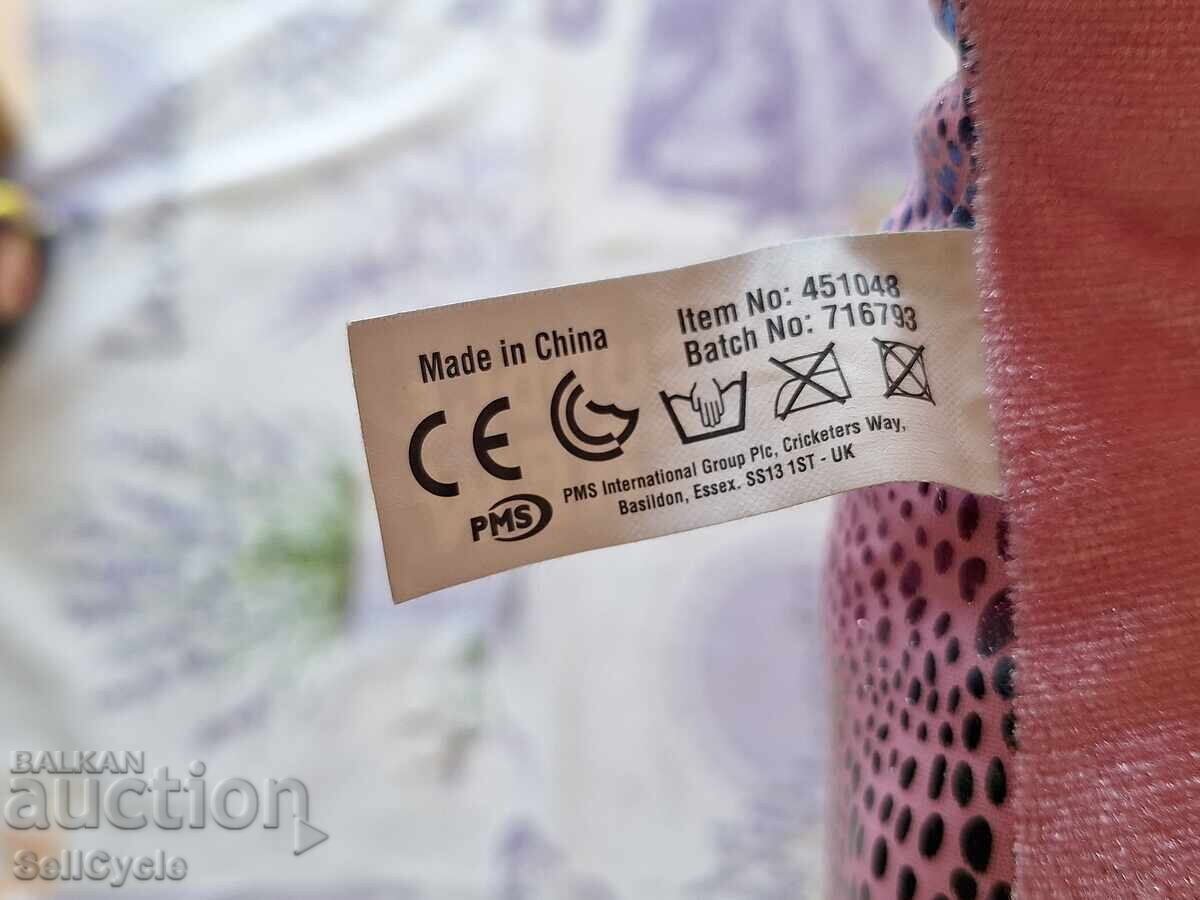 Item No: 451048
Made in China
Batch No: 716793
CE
PMS International Group Plc, Cricketers Way,
Basildon, Essex. SS13 1ST - UK
PMS
BALKAN
auction
SellCycle